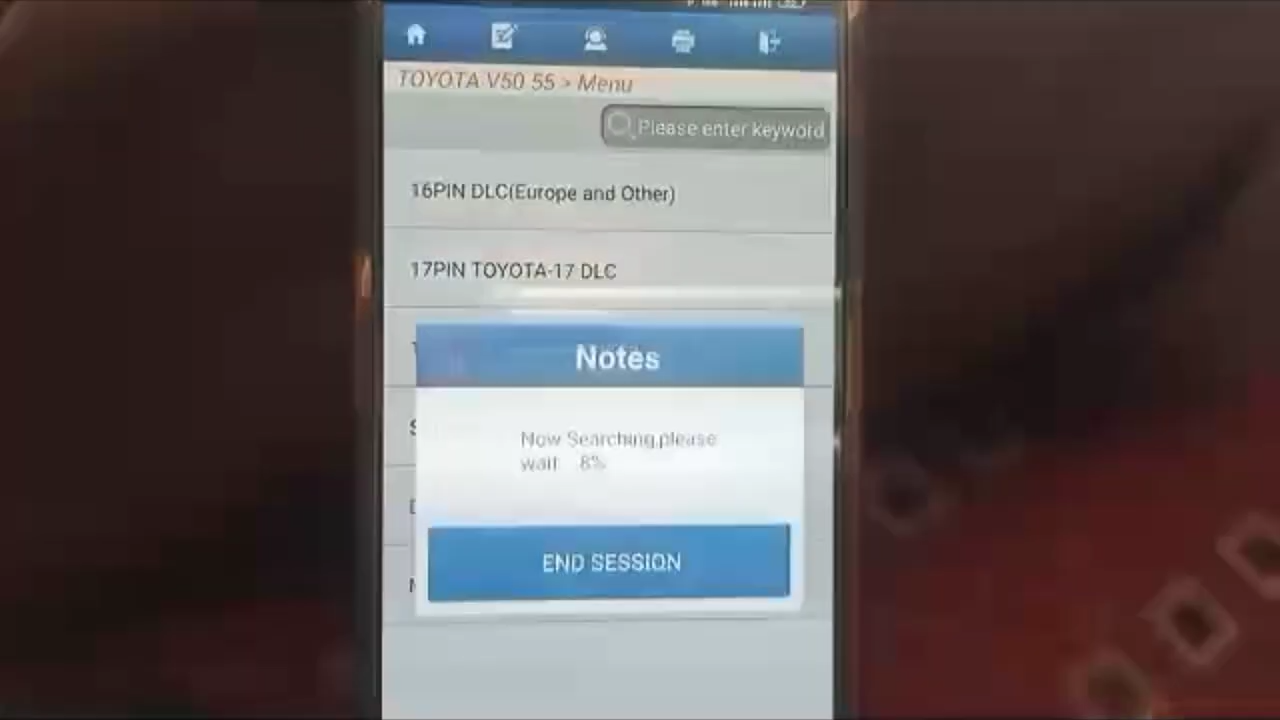 TOYOTA V50 55 > Menu
Please enter keyword
16PIN DLC(Europe and Other)
17PIN TOYOTA-17 DLC
Notes
Now Searching,please
wait 8%
END SESSION